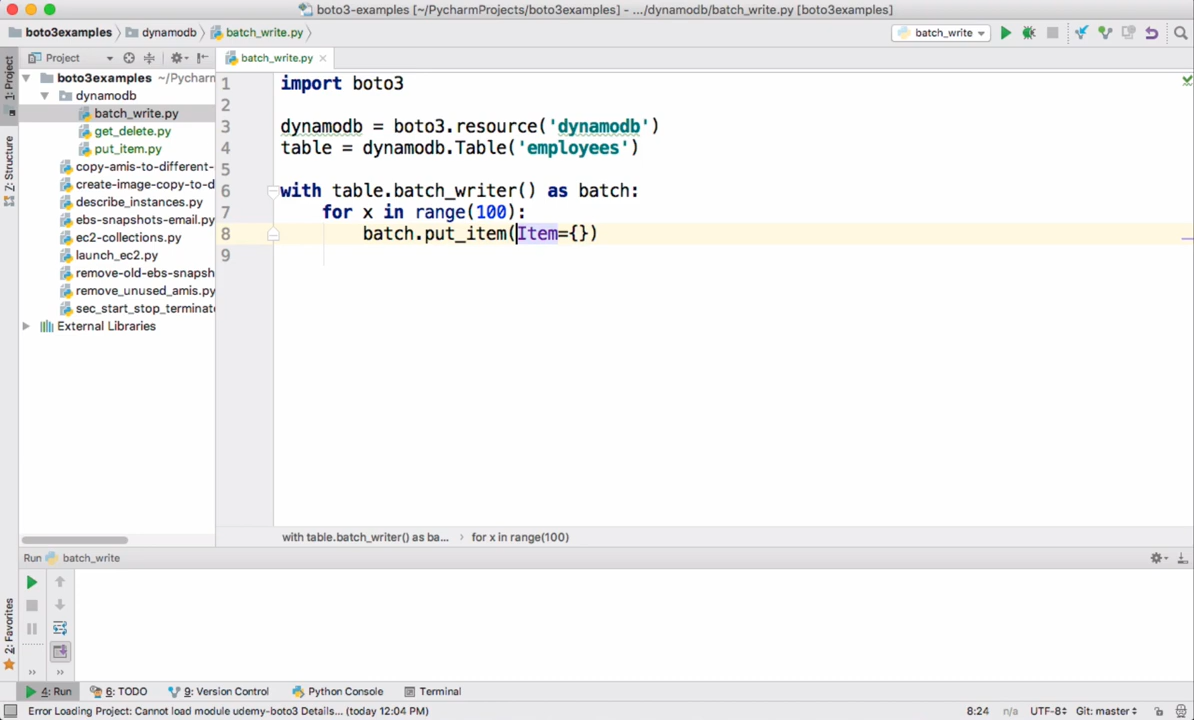 boto3-examples [~/PycharmProjects/boto3examples] - .../dynamodb/batch_write.py [boto3examples]
boto3examples dynamodb batch_write.py batch_write
Project batch_write.py
1: Project
Z: Structure
2: Favorites
boto3examples ~/Pycharm
dynamodb
batch_write.py
get_delete.py
put_item.py
copy-amis-to-different-
create-image-copy-to-d
describe_instances.py
ebs-snapshots-email.py
ec2-collections.py
launch_ec2.py
remove-old-ebs-snapsh
remove_unused_amis.py
sec_start_stop_terminate
External Libraries
1 import boto3
2
3 dynamodb = boto3.resource('dynamodb')
4 table = dynamodb.Table('employees')
5
6 with table.batch_writer() as batch:
7 for x in range(100):
8 batch.put_item(Item={})
9
with table.batch_writer() as ba... › for x in range(100)
Run batch_write
4: Run 6: TODO 9: Version Control Python Console Terminal
Error Loading Project: Cannot load module udemy-boto3 Details... (today 12:04 PM) 8:24 n/a UTF-8 Git: master